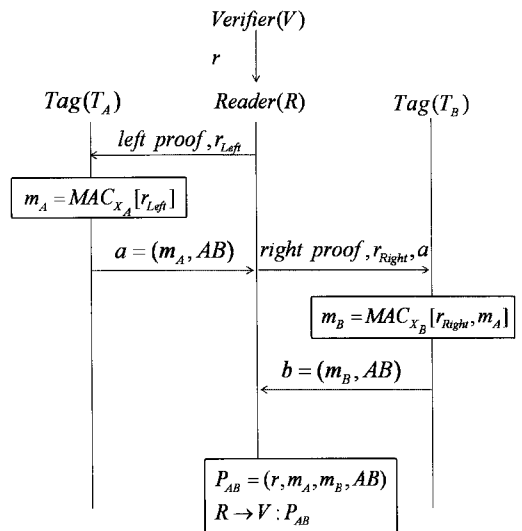 Verifier(V)
r
Tag(T_A) Reader(R) Tag(T_B)
left proof, r_Left
m_A = MAC_{X_A}[r_Left]
a = (m_A, AB) right proof, r_Right, a
m_B = MAC_{X_B}[r_Right, m_A]
b = (m_B, AB)
P_AB = (r, m_A, m_B, AB)
R → V : P_AB